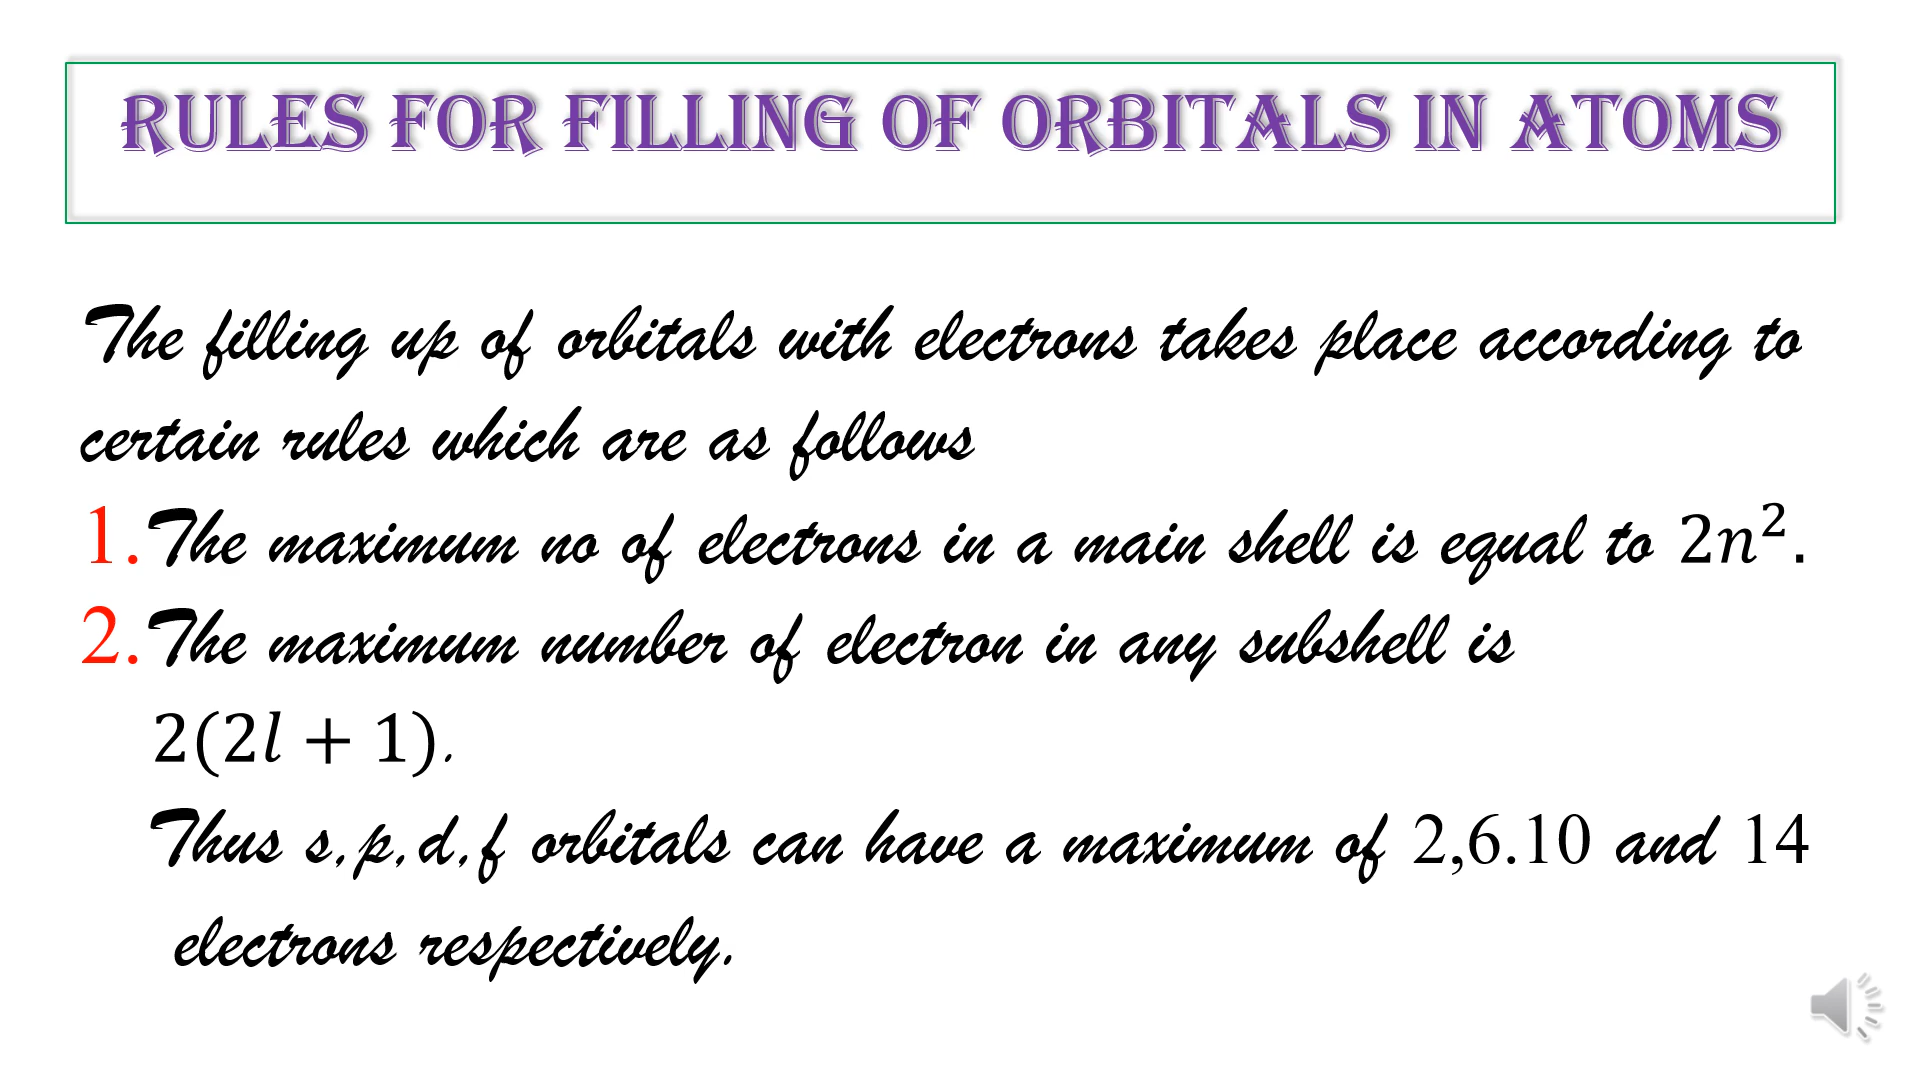 RULES FOR FILLING OF ORBITALS IN ATOMS
The filling up of orbitals with electrons takes place according to
certain rules which are as follows
1.The maximum no of electrons in a main shell is equal to 2n².
2.The maximum number of electron in any subshell is
2(2l + 1).
Thus s,p,d,f orbitals can have a maximum of 2,6.10 and 14
electrons respectively.